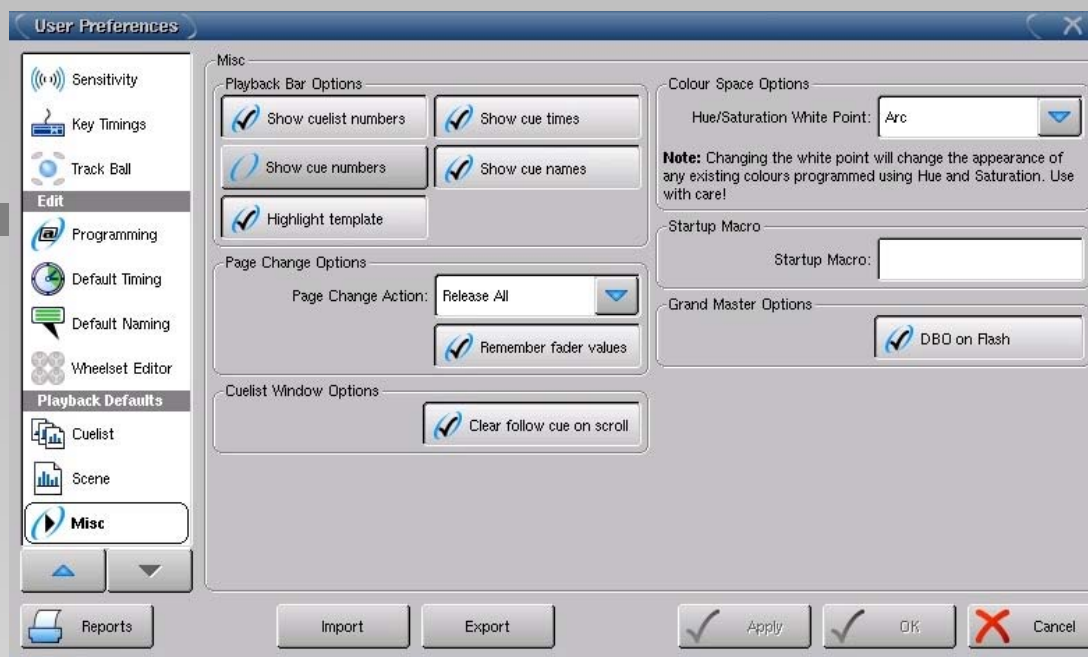 User Preferences
Sensitivity
Key Timings
Track Ball
Edit
Programming
Default Timing
Default Naming
Wheelset Editor
Playback Defaults
Cuelist
Scene
Misc
Misc
Playback Bar Options
Show cuelist numbers
Show cue times
Show cue numbers
Show cue names
Highlight template
Page Change Options
Page Change Action: Release All
Remember fader values
Cuelist Window Options
Clear follow cue on scroll
Colour Space Options
Hue/Saturation White Point: Arc
Note: Changing the white point will change the appearance of
any existing colours programmed using Hue and Saturation. Use
with care!
Startup Macro
Startup Macro:
Grand Master Options
DBO on Flash
Reports
Import
Export
Apply
OK
Cancel